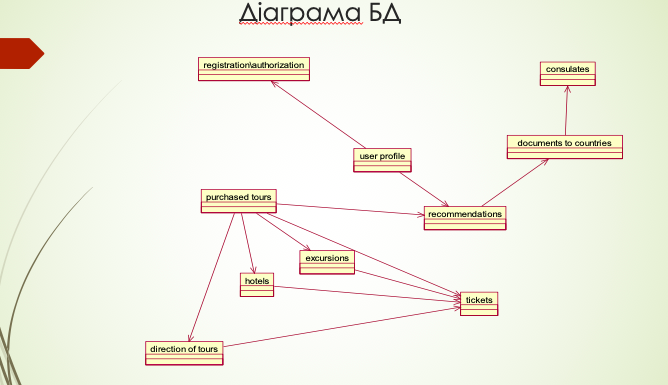 Діаграма БД
registration\authorization
consulates
documents to countries
user profile
purchased tours
recommendations
excursions
hotels
tickets
direction of tours